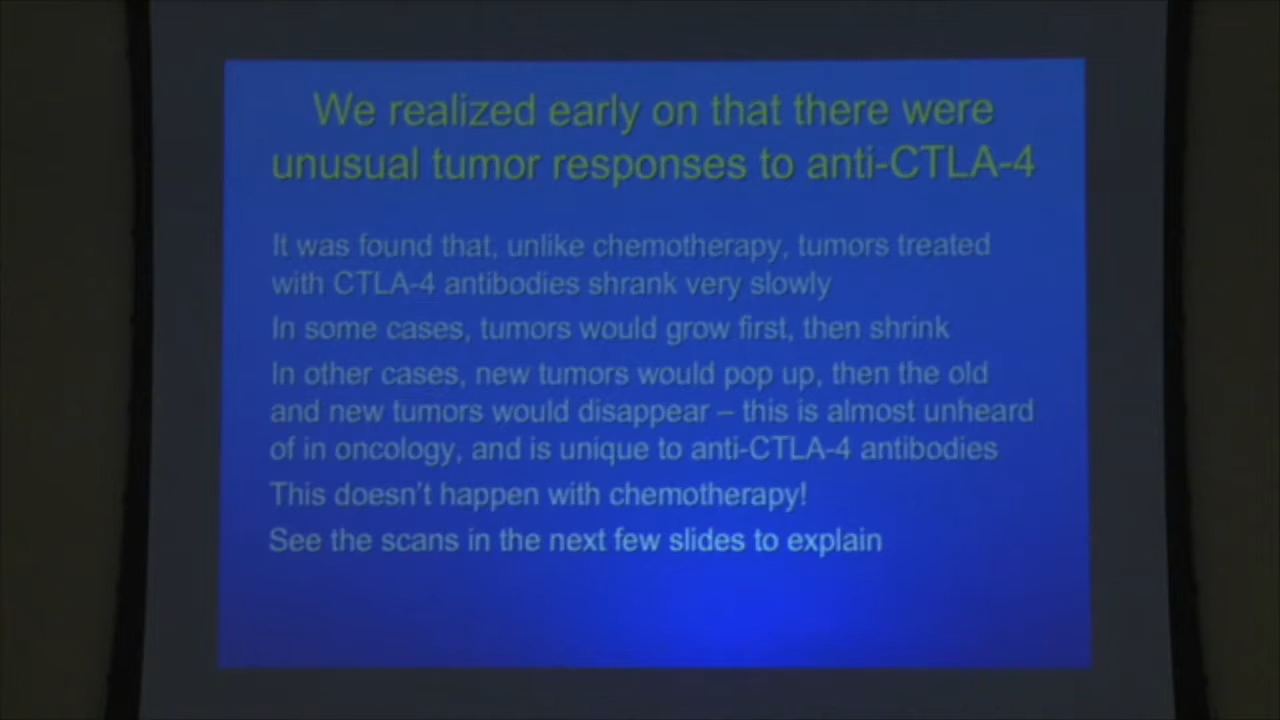 We realized early on that there were
unusual tumor responses to anti-CTLA-4
It was found that, unlike chemotherapy, tumors treated
with CTLA-4 antibodies shrank very slowly
In some cases, tumors would grow first, then shrink
In other cases, new tumors would pop up, then the old
and new tumors would disappear – this is almost unheard
of in oncology, and is unique to anti-CTLA-4 antibodies
This doesn't happen with chemotherapy!
See the scans in the next few slides to explain